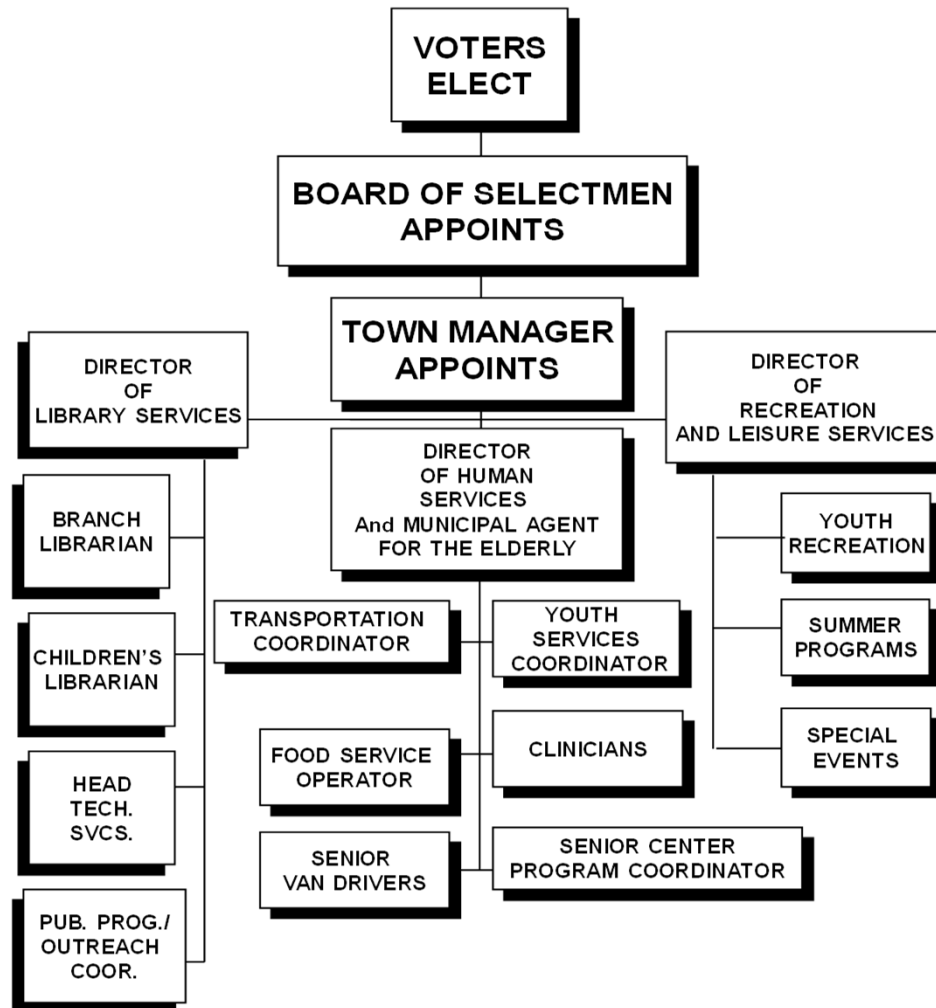 VOTERS
ELECT
BOARD OF SELECTMEN
APPOINTS
TOWN MANAGER
APPOINTS
DIRECTOR
OF
LIBRARY SERVICES
DIRECTOR
OF
RECREATION
AND LEISURE SERVICES
DIRECTOR
OF HUMAN
SERVICES
And MUNICIPAL AGENT
FOR THE ELDERLY
BRANCH
LIBRARIAN
CHILDREN'S
LIBRARIAN
HEAD
TECH.
SVCS.
PUB. PROG./
OUTREACH
COOR.
TRANSPORTATION
COORDINATOR
YOUTH
SERVICES
COORDINATOR
FOOD SERVICE
OPERATOR
CLINICIANS
SENIOR
VAN DRIVERS
SENIOR CENTER
PROGRAM COORDINATOR
YOUTH
RECREATION
SUMMER
PROGRAMS
SPECIAL
EVENTS